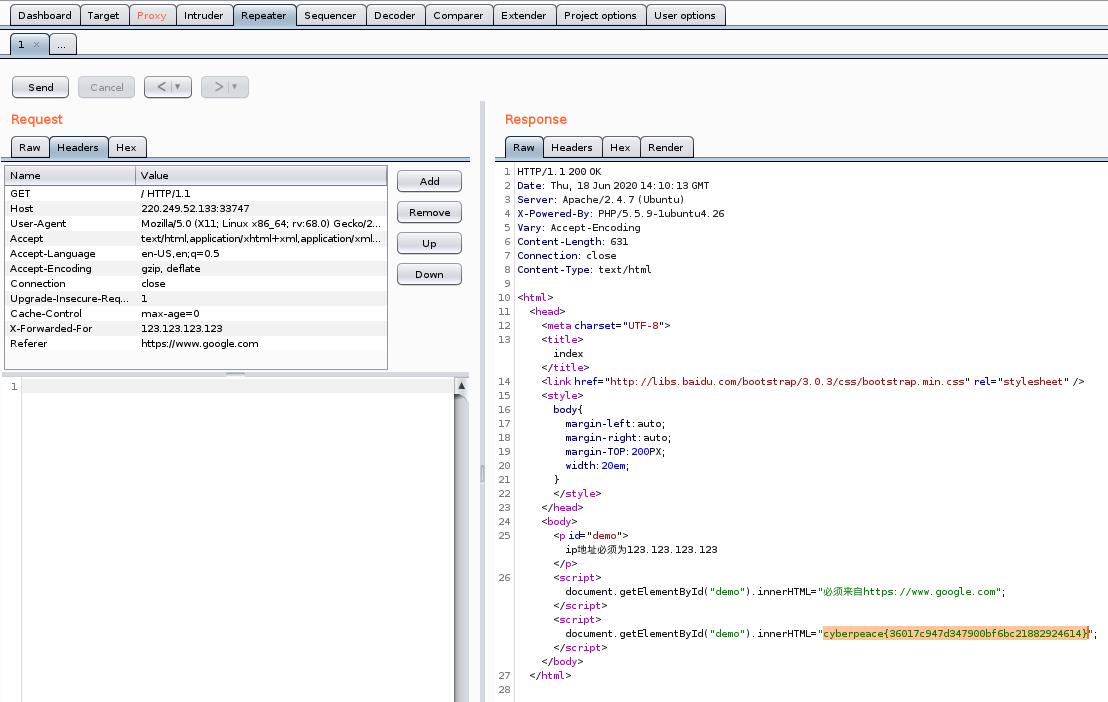 Dashboard Target Proxy Intruder Repeater Sequencer Decoder Comparer Extender Project options User options
1 × ...
Send Cancel < ▼ > ▼
Request
Raw Headers Hex
Name Value
GET / HTTP/1.1
Host 220.249.52.133:33747
User-Agent Mozilla/5.0 (X11; Linux x86_64; rv:68.0) Gecko/2...
Accept text/html,application/xhtml+xml,application/xml...
Accept-Language en-US,en;q=0.5
Accept-Encoding gzip, deflate
Connection close
Upgrade-Insecure-Req... 1
Cache-Control max-age=0
X-Forwarded-For 123.123.123.123
Referer https://www.google.com
Add
Remove
Up
Down
1
Response
Raw Headers Hex Render
1 HTTP/1.1 200 OK
2 Date: Thu, 18 Jun 2020 14:10:13 GMT
3 Server: Apache/2.4.7 (Ubuntu)
4 X-Powered-By: PHP/5.5.9-1ubuntu4.26
5 Vary: Accept-Encoding
6 Content-Length: 631
7 Connection: close
8 Content-Type: text/html
9
10 <html>
11 <head>
12 <meta charset="UTF-8">
13 <title>
index
</title>
14 <link href="http://libs.baidu.com/bootstrap/3.0.3/css/bootstrap.min.css" rel="stylesheet" />
15 <style>
16 body{
17 margin-left:auto;
18 margin-right:auto;
19 margin-TOP:200PX;
20 width:20em;
21 }
22 </style>
23 </head>
24 <body>
25 <p id="demo">
ip地址必须为123.123.123.123
</p>
26 <script>
document.getElementById("demo").innerHTML="必须来自https://www.google.com";
</script>
<script>
document.getElementById("demo").innerHTML="cyberpeace{36017c947d347900bf6bc21882924614}";
</script>
</body>
27 </html>
28